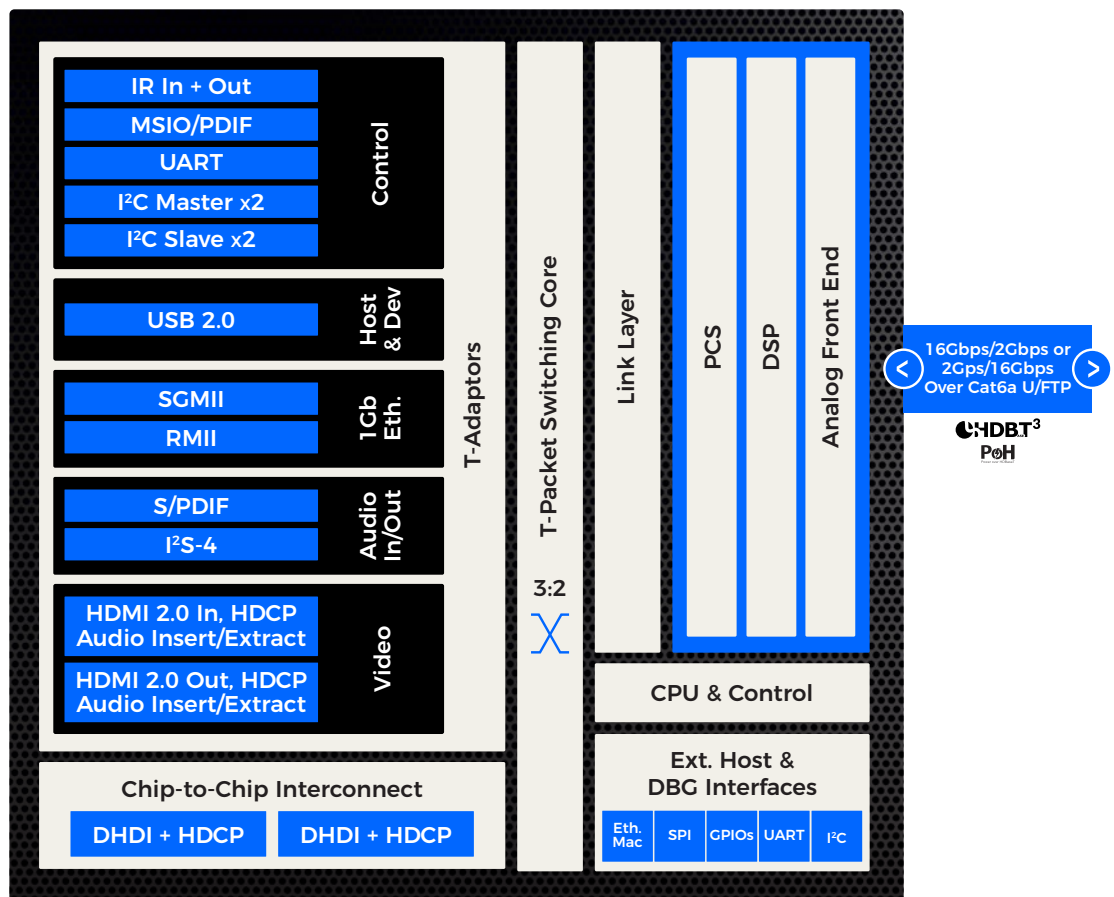 IR In + Out
MSIO/PDIF
UART
I²C Master x2
I²C Slave x2
Control
USB 2.0
Host
& Dev
SGMII
RMII
1Gb
Eth.
S/PDIF
I²S-4
Audio
In/Out
HDMI 2.0 In, HDCP
Audio Insert/Extract
HDMI 2.0 Out, HDCP
Audio Insert/Extract
Video
T-Adaptors
Chip-to-Chip Interconnect
DHDI + HDCP
DHDI + HDCP
T-Packet Switching Core
3:2
Link Layer
PCS
DSP
Analog Front End
CPU & Control
Ext. Host &
DBG Interfaces
Eth.
Mac
SPI
GPIOs
UART
I²C
<
16Gbps/2Gbps or
2Gps/16Gbps
Over Cat6a U/FTP
>
HDBT³
PoH